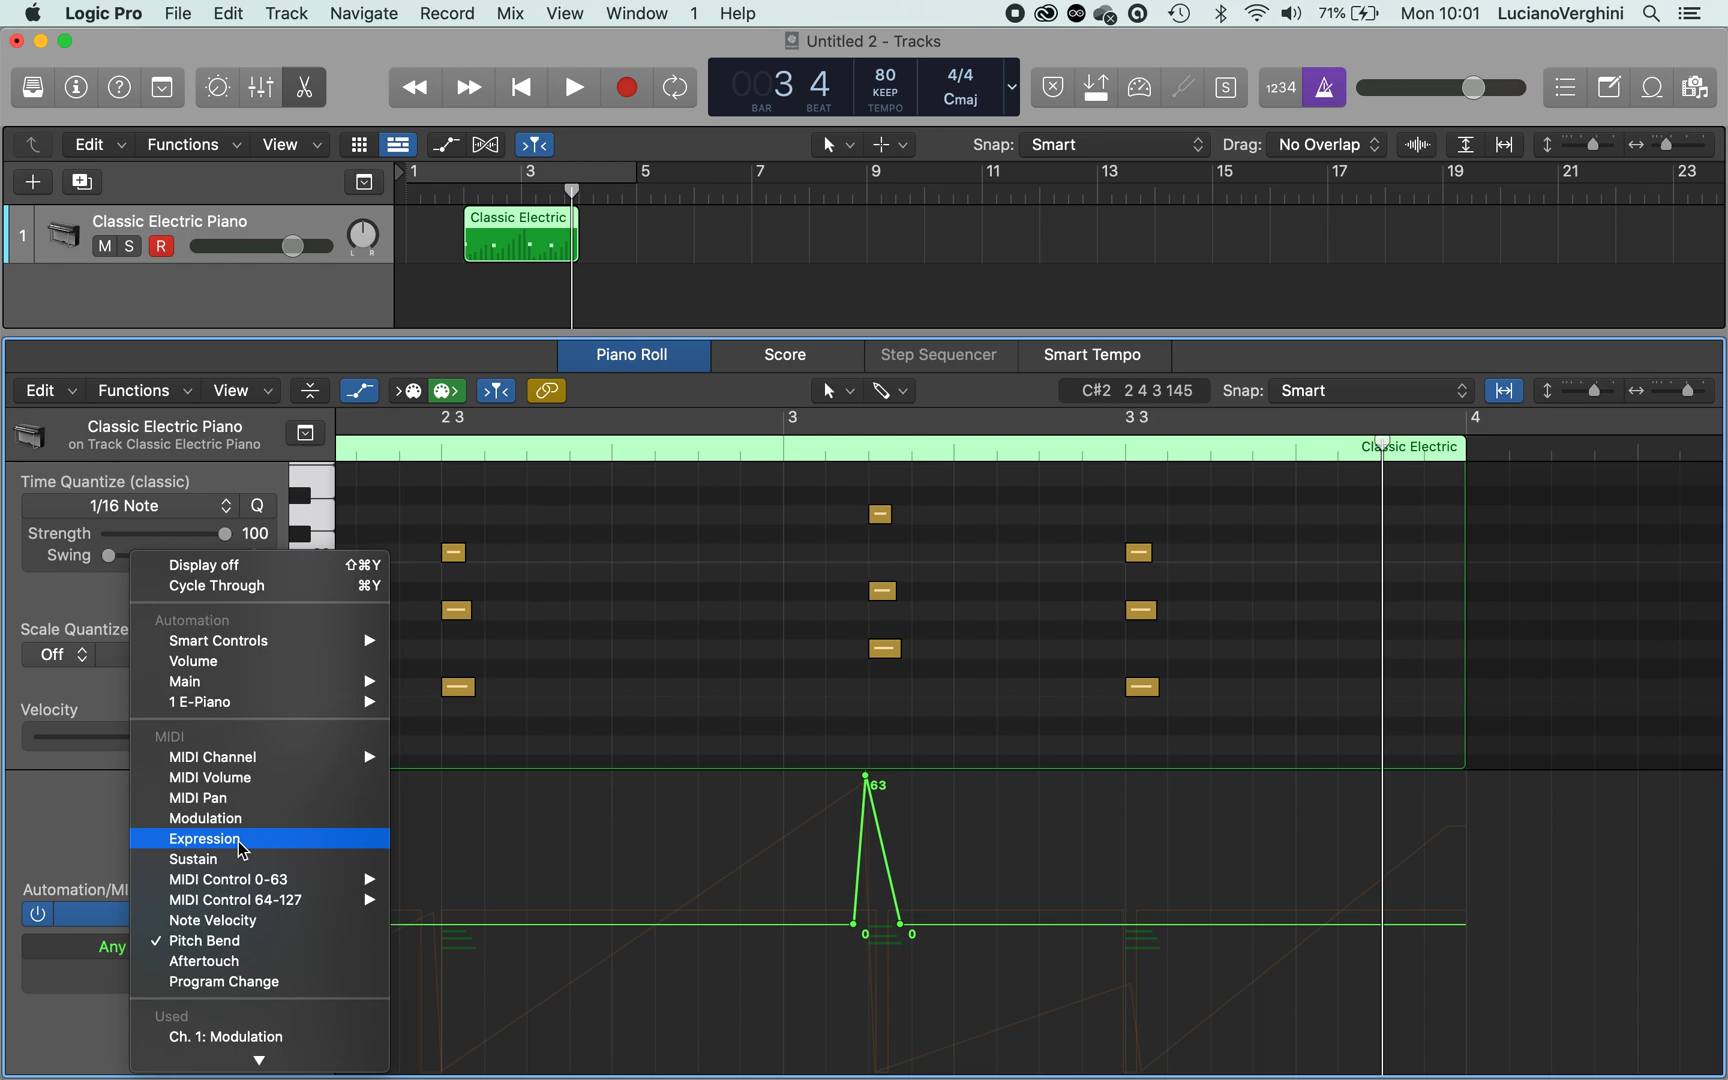 Logic Pro File Edit Track Navigate Record Mix View Window 1 Help 71% Mon 10:01 LucianoVerghini
Untitled 2 - Tracks
003 4 80 4/4
KEEP Cmaj
BAR BEAT TEMPO
1234
S
Edit Functions View Snap: Smart Drag: No Overlap
1 3 5 7 9 11 13 15 17 19 21 23
1 Classic Electric Piano
M S R L R
Classic Electric
Piano Roll Score Step Sequencer Smart Tempo
Edit Functions View C#2 2 4 3 145 Snap: Smart
2 3 3 3 3 4
Classic Electric Piano
on Track Classic Electric Piano
Classic Electric
Time Quantize (classic)
1/16 Note Q
Strength 100
Swing
Scale Quantize
Off
Velocity
Automation/MI
Any
Display off ⇧⌘Y
Cycle Through ⌘Y
Automation
Smart Controls
Volume
Main
1 E-Piano
MIDI
MIDI Channel
MIDI Volume
MIDI Pan
Modulation
Expression
Sustain
MIDI Control 0-63
MIDI Control 64-127
Note Velocity
✓ Pitch Bend
Aftertouch
Program Change
Used
Ch. 1: Modulation
63
0 0